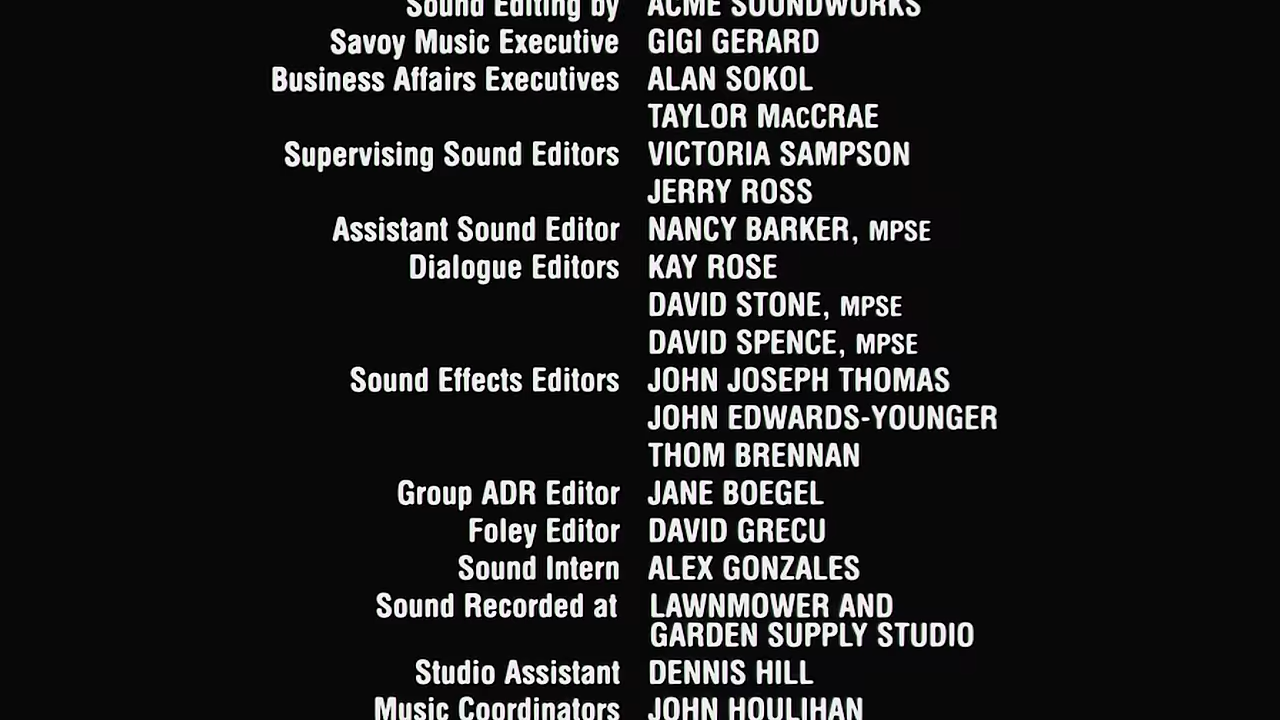 Sound Editing by ACME SOUNDWORKS
Savoy Music Executive GIGI GERARD
Business Affairs Executives ALAN SOKOL
TAYLOR MACCRAE
Supervising Sound Editors VICTORIA SAMPSON
JERRY ROSS
Assistant Sound Editor NANCY BARKER, MPSE
Dialogue Editors KAY ROSE
DAVID STONE, MPSE
DAVID SPENCE, MPSE
Sound Effects Editors JOHN JOSEPH THOMAS
JOHN EDWARDS-YOUNGER
THOM BRENNAN
Group ADR Editor JANE BOEGEL
Foley Editor DAVID GRECU
Sound Intern ALEX GONZALES
Sound Recorded at LAWNMOWER AND
GARDEN SUPPLY STUDIO
Studio Assistant DENNIS HILL
Music Coordinators JOHN HOULIHAN